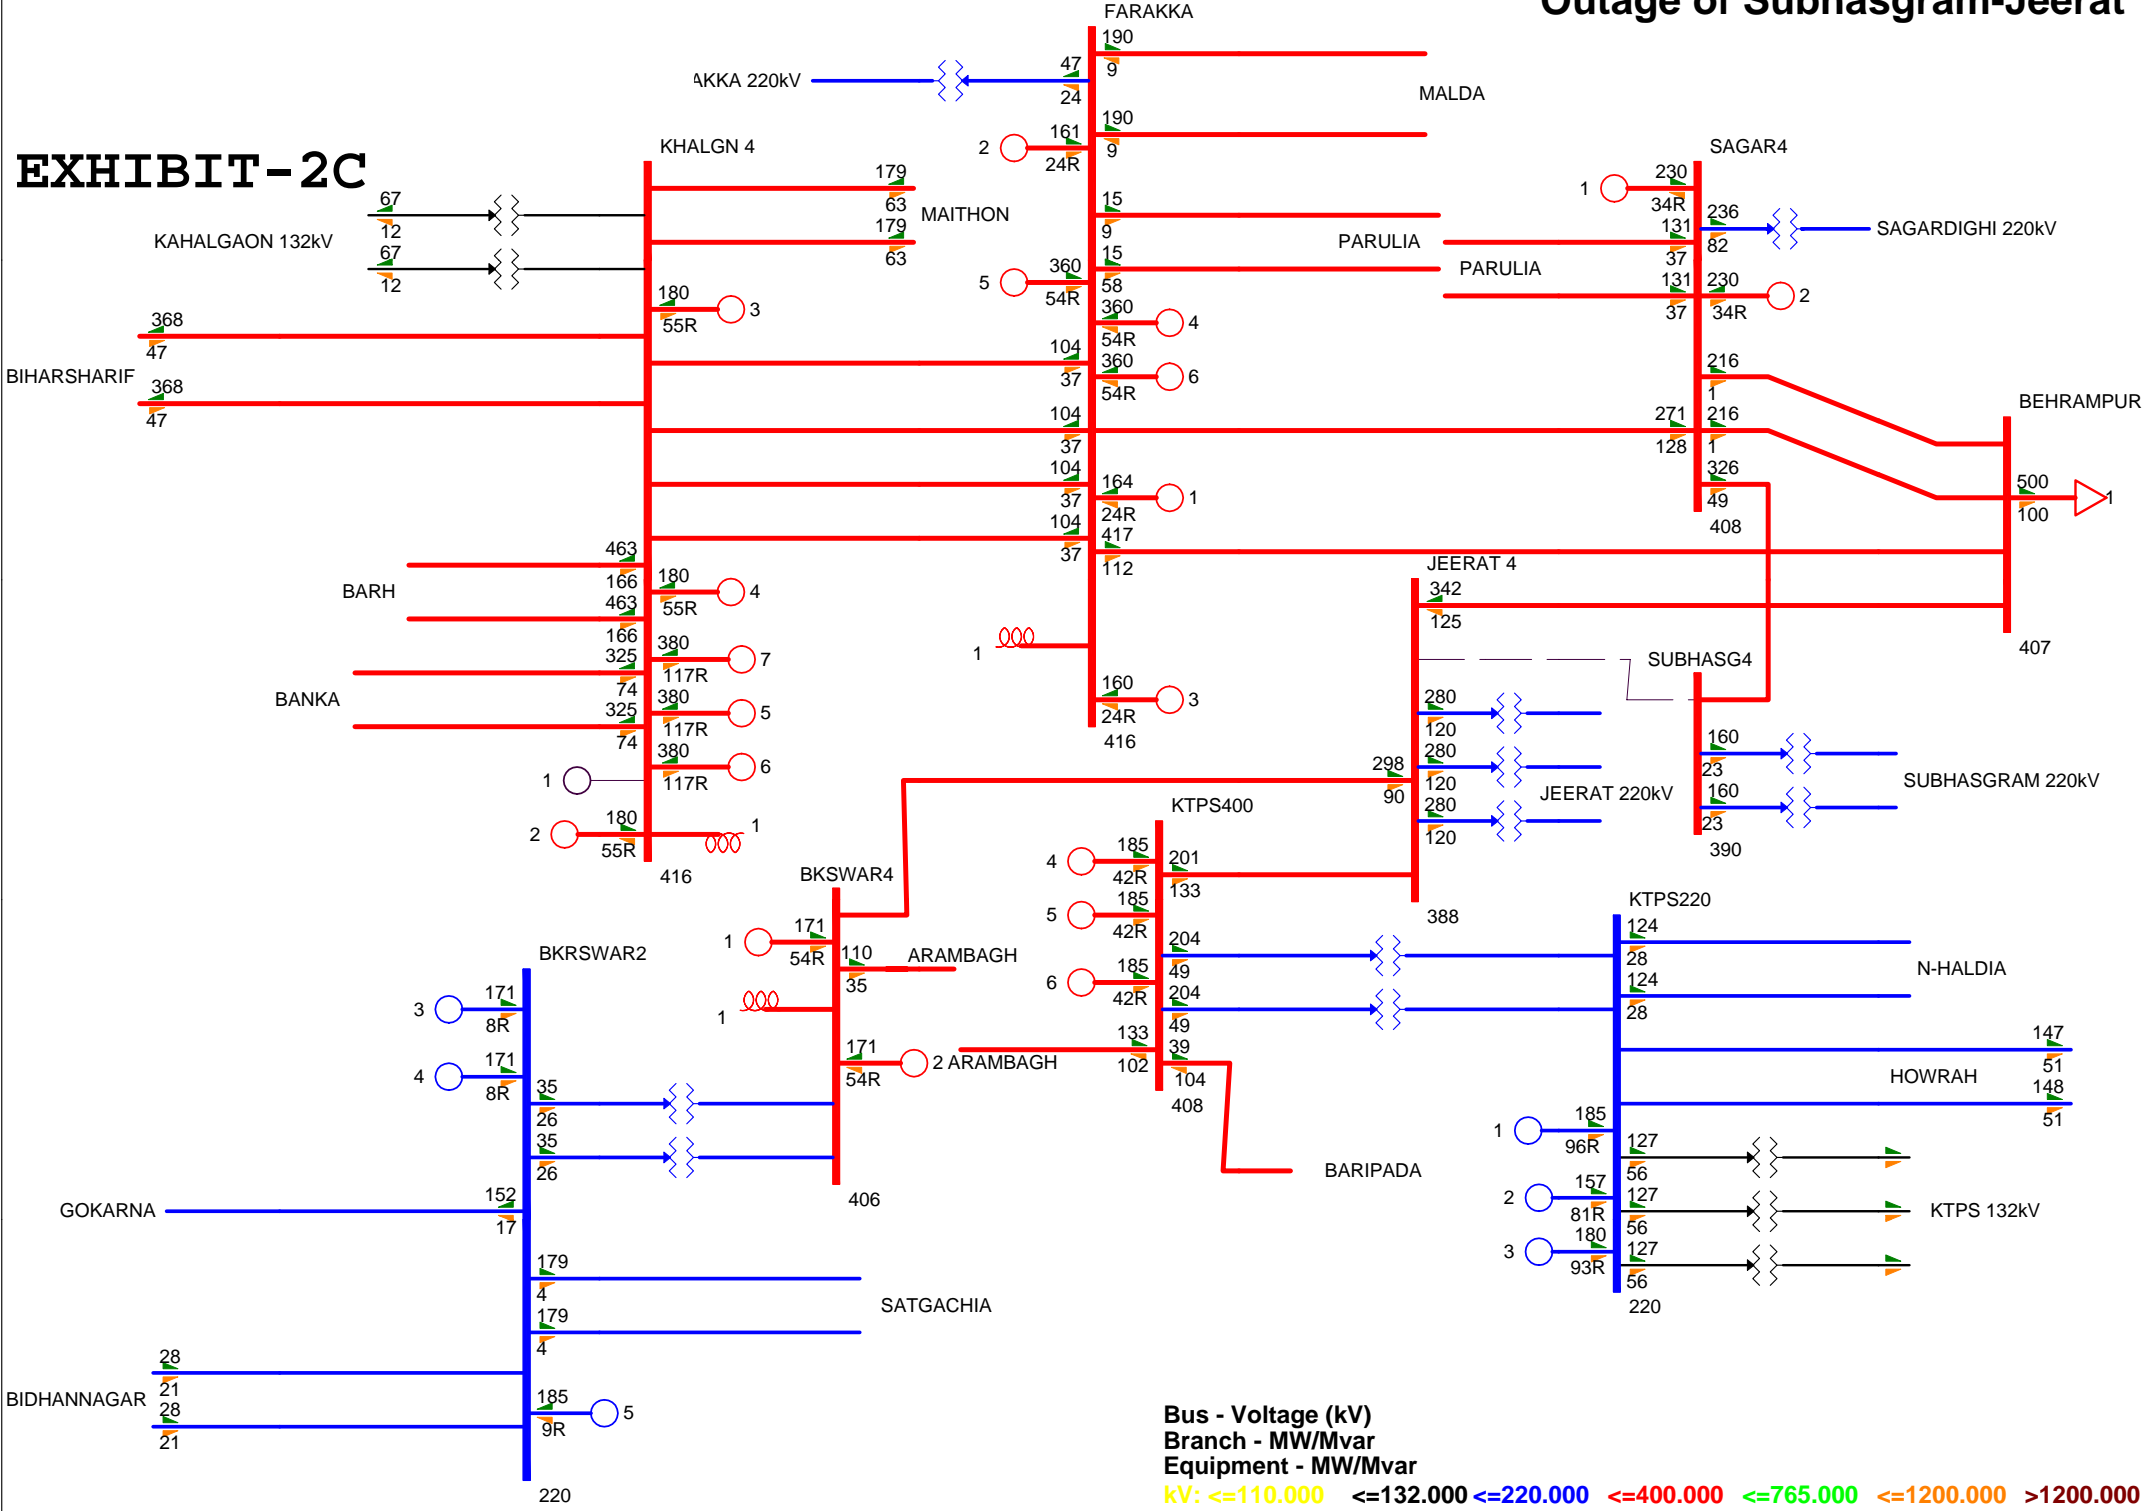 Outage of Subhasgram-Jeerat
EXHIBIT-2C
FARAKKA
190
9
47
24
AKKA 220kV
MALDA
190
9
161
24R
2
15
9
PARULIA
15
58
360
54R
5
360
54R
4
360
54R
6
104
37
104
37
104
37
104
37
164
24R
1
417
112
1
160
24R
3
416
KHALGN 4
67
12
KAHALGAON 132kV
67
12
179
63
MAITHON
179
63
180
55R
3
368
47
BIHARSHARIF
368
47
463
166
BARH
463
166
180
55R
4
380
117R
7
325
74
BANKA
325
74
380
117R
5
380
117R
6
1
2
180
55R
1
416
SAGAR4
1
230
34R
236
82
SAGARDIGHI 220kV
131
37
PARULIA
131
37
230
34R
2
216
1
271
128
216
1
326
49
408
BEHRAMPUR
500
100
1
407
JEERAT 4
342
125
280
120
280
120
280
120
JEERAT 220kV
298
90
388
SUBHASG4
160
23
160
23
SUBHASGRAM 220kV
390
KTPS400
4
185
42R
201
133
5
185
42R
204
49
6
185
42R
204
49
133
102
39
104
408
BARIPADA
BKSWAR4
1
171
54R
110
35
ARAMBAGH
1
171
54R
2 ARAMBAGH
406
BKRSWAR2
3
171
8R
4
171
8R
35
26
35
26
GOKARNA
152
17
179
4
SATGACHIA
179
4
28
21
BIDHANNAGAR
28
21
185
9R
5
220
KTPS220
124
28
N-HALDIA
124
28
147
51
HOWRAH
148
51
1
185
96R
127
56
2
157
81R
127
56
KTPS 132kV
3
180
93R
127
56
220
Bus - Voltage (kV)
Branch - MW/Mvar
Equipment - MW/Mvar
kV: <=110.000 <=132.000 <=220.000 <=400.000 <=765.000 <=1200.000 >1200.000